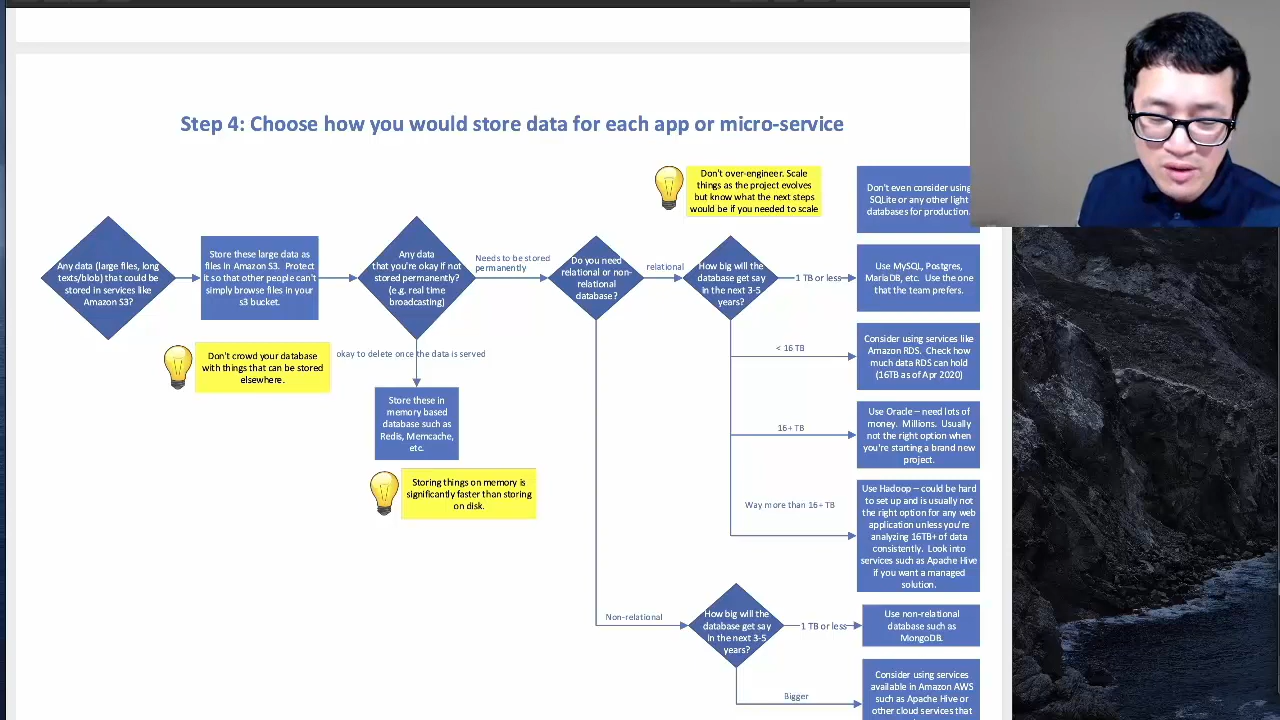 Step 4: Choose how you would store data for each app or micro-service
Don't over-engineer. Scale
things as the project evolves
but know what the next steps
would be if you needed to scale
Don't even consider using
SQLite or any other light
databases for production.
Any data (large files, long
texts/blob) that could be
stored in services like
Amazon S3?
Store these large data as
files in Amazon S3.  Protect
it so that other people can't
simply browse files in your
s3 bucket.
Any data
that you're okay if not
stored permanently?
(e.g. real time
broadcasting)
Needs to be stored
permanently
Do you need
relational or non-
relational
database?
relational
How big will the
database get say
in the next 3-5
years?
1 TB or less
Use MySQL, Postgres,
MariaDB, etc.  Use the one
that the team prefers.
Don't crowd your database
with things that can be stored
elsewhere.
okay to delete once the data is served
< 16 TB
Consider using services like
Amazon RDS.  Check how
much data RDS can hold
(16TB as of Apr 2020)
Store these in
memory based
database such as
Redis, Memcache,
etc.
16+ TB
Use Oracle – need lots of
money.  Millions.  Usually
not the right option when
you're starting a brand new
project.
Storing things on memory is
significantly faster than storing
on disk.
Way more than 16+ TB
Use Hadoop – could be hard
to set up and is usually not
the right option for any web
application unless you're
analyzing 16TB+ of data
consistently.  Look into
services such as Apache Hive
if you want a managed
solution.
Non-relational
How big will the
database get say
in the next 3-5
years?
1 TB or less
Use non-relational
database such as
MongoDB.
Bigger
Consider using services
available in Amazon AWS
such as Apache Hive or
other cloud services that